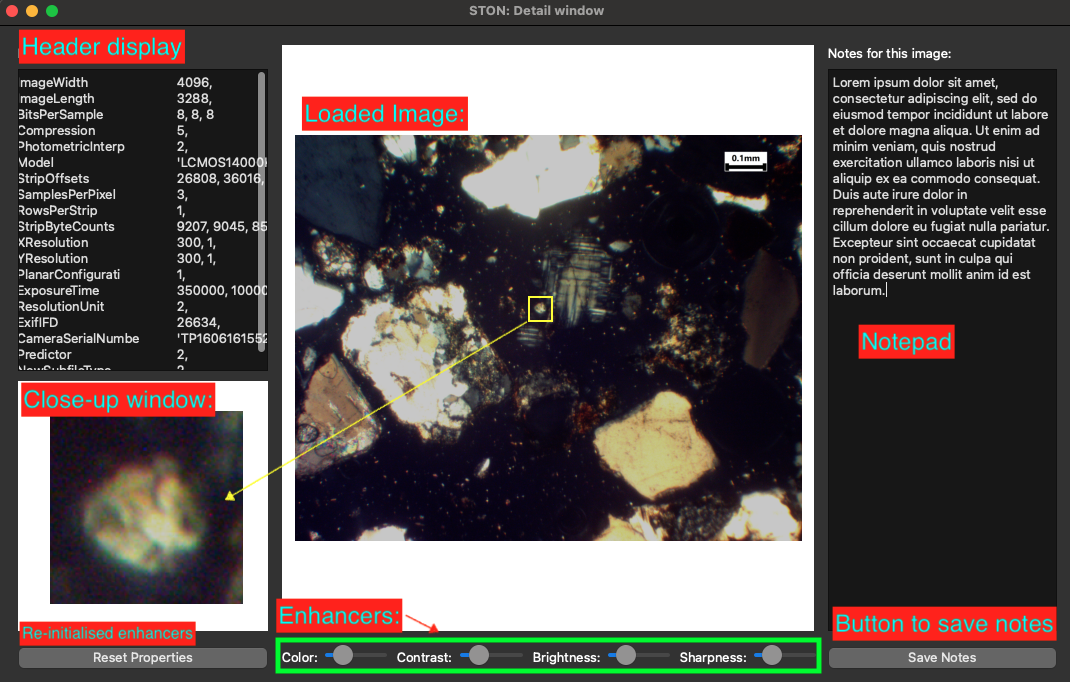 STON: Detail window
Header display
ImageWidth 4096,
ImageLength 3288,
BitsPerSample 8, 8, 8
Compression 5,
PhotometricInterp 2,
Model 'LCMOS14000
StripOffsets 26808, 36016,
SamplesPerPixel 3,
RowsPerStrip 1,
StripByteCounts 9207, 9045, 85
XResolution 300, 1,
YResolution 300, 1,
PlanarConfigurati 1,
ExposureTime 350000, 10000
ResolutionUnit 2,
ExifIFD 26634,
CameraSerialNumbe 'TP1606161552
Predictor 2,
Close-up window:
Re-initialised enhancers
Reset Properties
Loaded Image:
0.1mm
Enhancers:
Color: Contrast: Brightness: Sharpness:
Notes for this image:
Lorem ipsum dolor sit amet,
consectetur adipiscing elit, sed do
eiusmod tempor incididunt ut labore
et dolore magna aliqua. Ut enim ad
minim veniam, quis nostrud
exercitation ullamco laboris nisi ut
aliquip ex ea commodo consequat.
Duis aute irure dolor in
reprehenderit in voluptate velit esse
cillum dolore eu fugiat nulla pariatur.
Excepteur sint occaecat cupidatat
non proident, sunt in culpa qui
officia deserunt mollit anim id est
laborum.
Notepad
Button to save notes
Save Notes